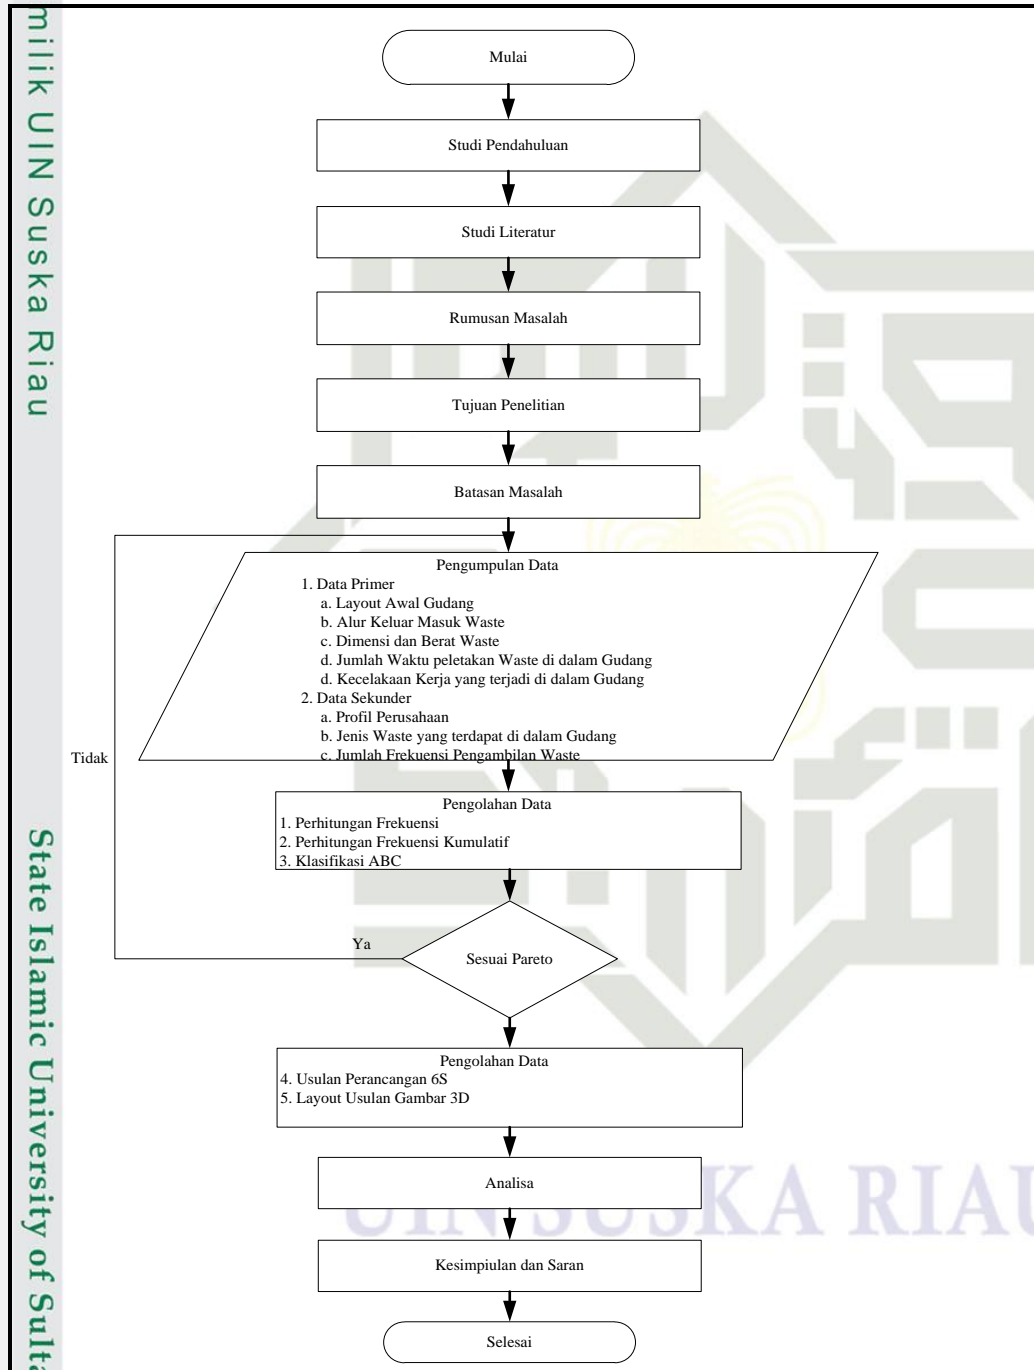 milik UIN Suska Riau
State Islamic University of Sulta
Mulai
Studi Pendahuluan
Studi Literatur
Rumusan Masalah
Tujuan Penelitian
Batasan Masalah
Pengumpulan Data
1. Data Primer
a. Layout Awal Gudang
b. Alur Keluar Masuk Waste
c. Dimensi dan Berat Waste
d. Jumlah Waktu peletakan Waste di dalam Gudang
d. Kecelakaan Kerja yang terjadi di dalam Gudang
2. Data Sekunder
a. Profil Perusahaan
b. Jenis Waste yang terdapat di dalam Gudang
c. Jumlah Frekuensi Pengambilan Waste
Tidak
Pengolahan Data
1. Perhitungan Frekuensi
2. Perhitungan Frekuensi Kumulatif
3. Klasifikasi ABC
Ya
Sesuai Pareto
Pengolahan Data
4. Usulan Perancangan 6S
5. Layout Usulan Gambar 3D
Analisa
UIN SUSKA RIAU
Kesimpiulan dan Saran
Selesai